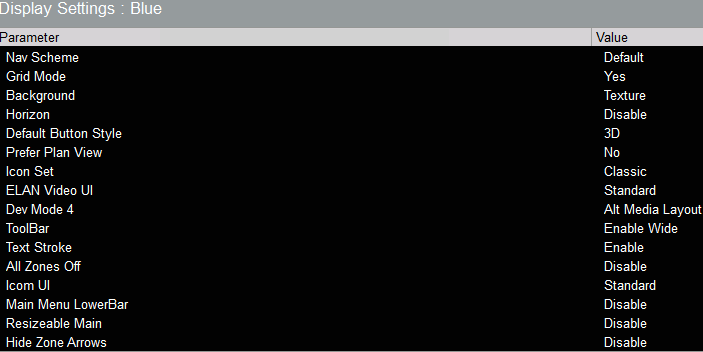 Display Settings : Blue
Parameter Value
Nav Scheme Default
Grid Mode Yes
Background Texture
Horizon Disable
Default Button Style 3D
Prefer Plan View No
Icon Set Classic
ELAN Video UI Standard
Dev Mode 4 Alt Media Layout
ToolBar Enable Wide
Text Stroke Enable
All Zones Off Disable
Icom UI Standard
Main Menu LowerBar Disable
Resizeable Main Disable
Hide Zone Arrows Disable